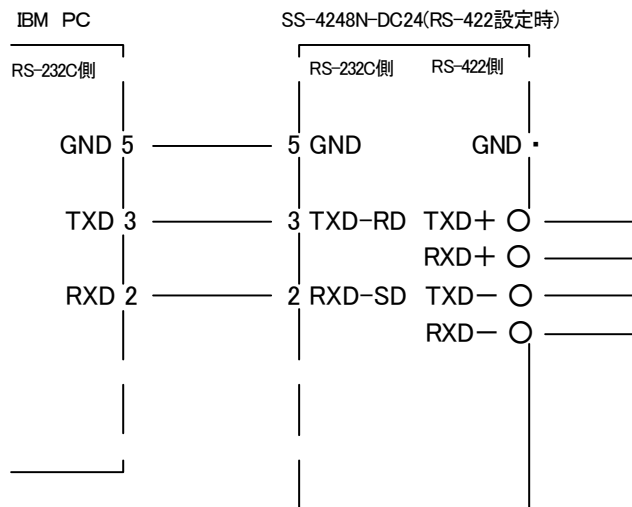 IBM PC
SS-4248N-DC24(RS-422設定時)
RS-232C側
RS-232C側 RS-422側
GND 5 5 GND GND
TXD 3 3 TXD-RD TXD+
RXD+
RXD 2 2 RXD-SD TXD-
RXD-